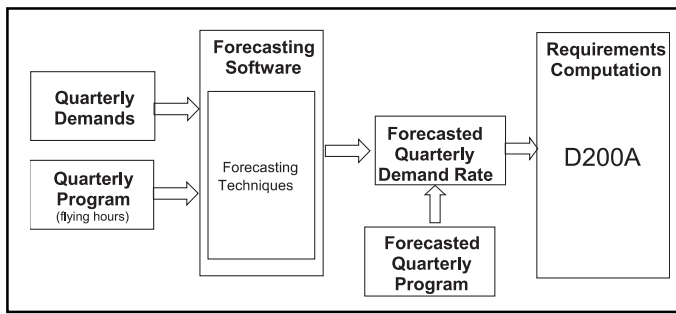 Quarterly
Demands
Quarterly
Program
(flying hours)
Forecasting
Software
Forecasting
Techniques
Forecasted
Quarterly
Demand Rate
Forecasted
Quarterly
Program
Requirements
Computation
D200A